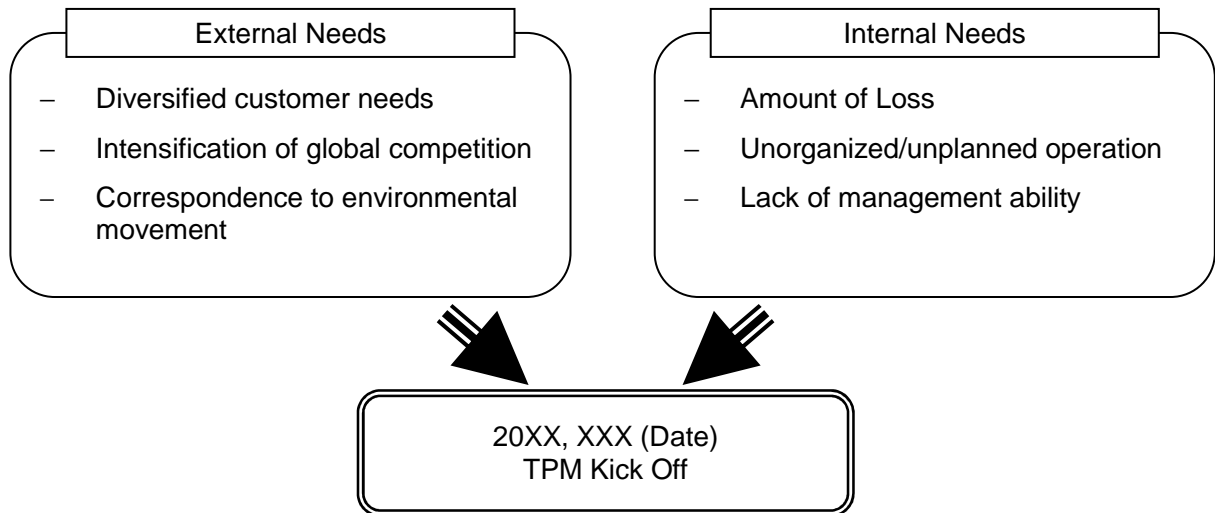 External Needs
– Diversified customer needs
– Intensification of global competition
– Correspondence to environmental
movement
Internal Needs
– Amount of Loss
– Unorganized/unplanned operation
– Lack of management ability
20XX, XXX (Date)
TPM Kick Off